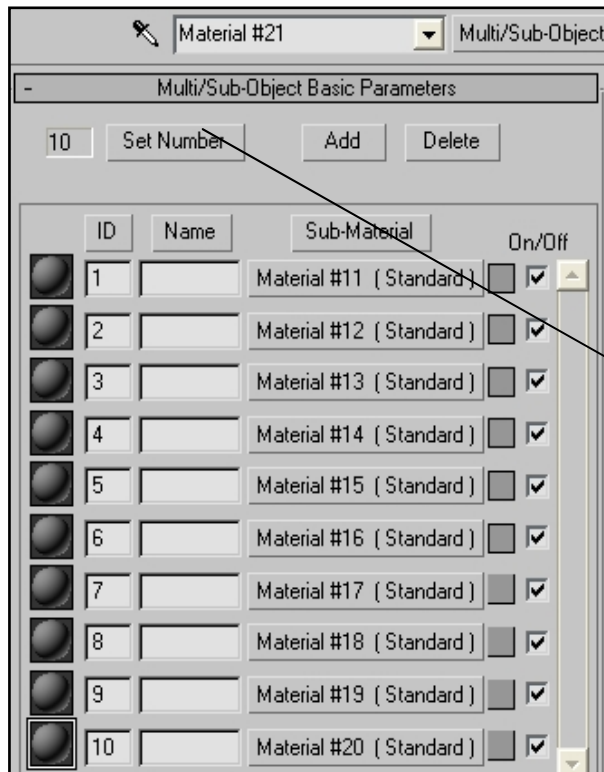 Material #21 Multi/Sub-Object
- Multi/Sub-Object Basic Parameters
10 Set Number Add Delete
ID Name Sub-Material On/Off
1 Material #11 ( Standard )
2 Material #12 ( Standard )
3 Material #13 ( Standard )
4 Material #14 ( Standard )
5 Material #15 ( Standard )
6 Material #16 ( Standard )
7 Material #17 ( Standard )
8 Material #18 ( Standard )
9 Material #19 ( Standard )
10 Material #20 ( Standard )